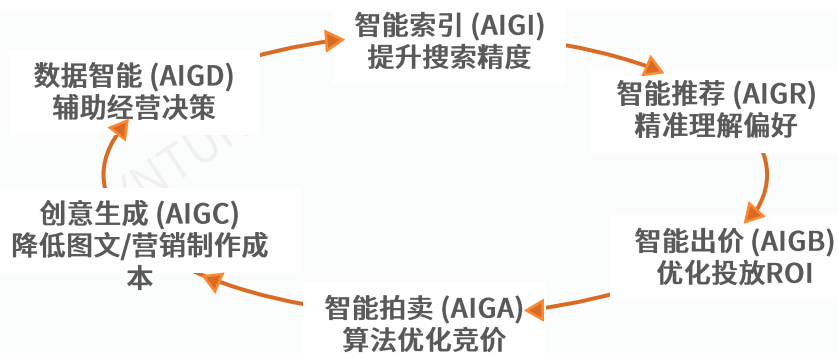 智能索引 (AIGI)
提升搜索精度
智能推荐 (AIGR)
精准理解偏好
智能出价 (AIGB)
优化投放ROI
智能拍卖 (AIGA)
算法优化竞价
创意生成 (AIGC)
降低图文/营销制作成
本
数据智能 (AIGD)
辅助经营决策